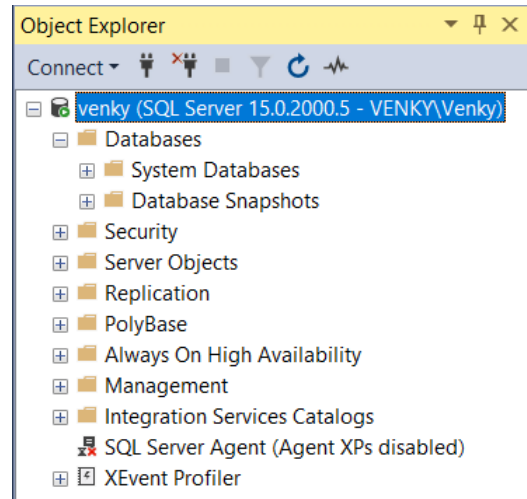 Object Explorer
Connect
venky (SQL Server 15.0.2000.5 - VENKY\Venky)
Databases
System Databases
Database Snapshots
Security
Server Objects
Replication
PolyBase
Always On High Availability
Management
Integration Services Catalogs
SQL Server Agent (Agent XPs disabled)
XEvent Profiler